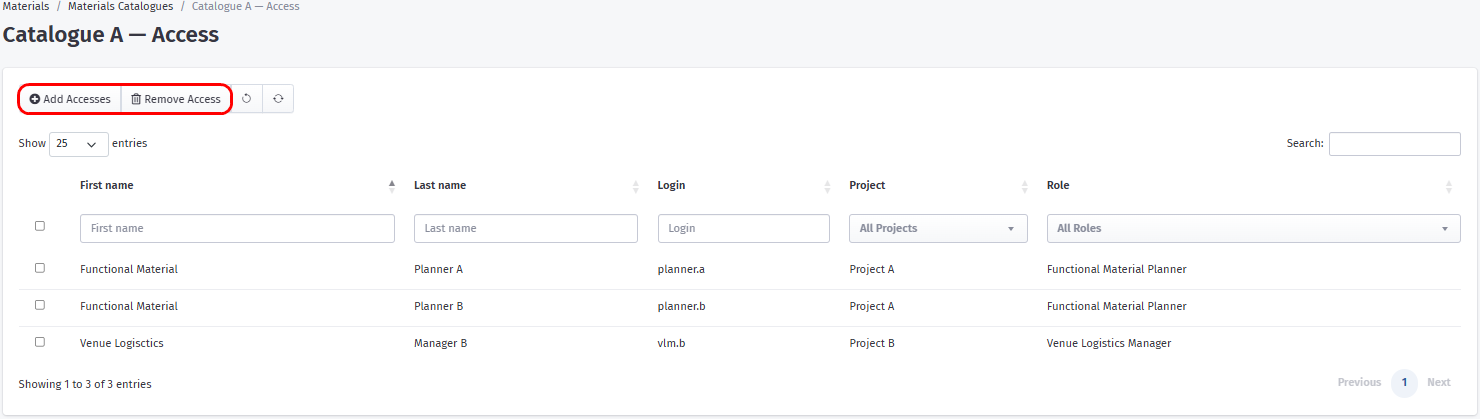 Materials / Materials Catalogues / Catalogue A — Access
Catalogue A — Access
Add Accesses Remove Access
Show 25 entries Search:
First name Last name Login Project Role
First name Last name Login All Projects All Roles
Functional Material Planner A planner.a Project A Functional Material Planner
Functional Material Planner B planner.b Project A Functional Material Planner
Venue Logisctics Manager B vlm.b Project B Venue Logistics Manager
Showing 1 to 3 of 3 entries Previous 1 Next